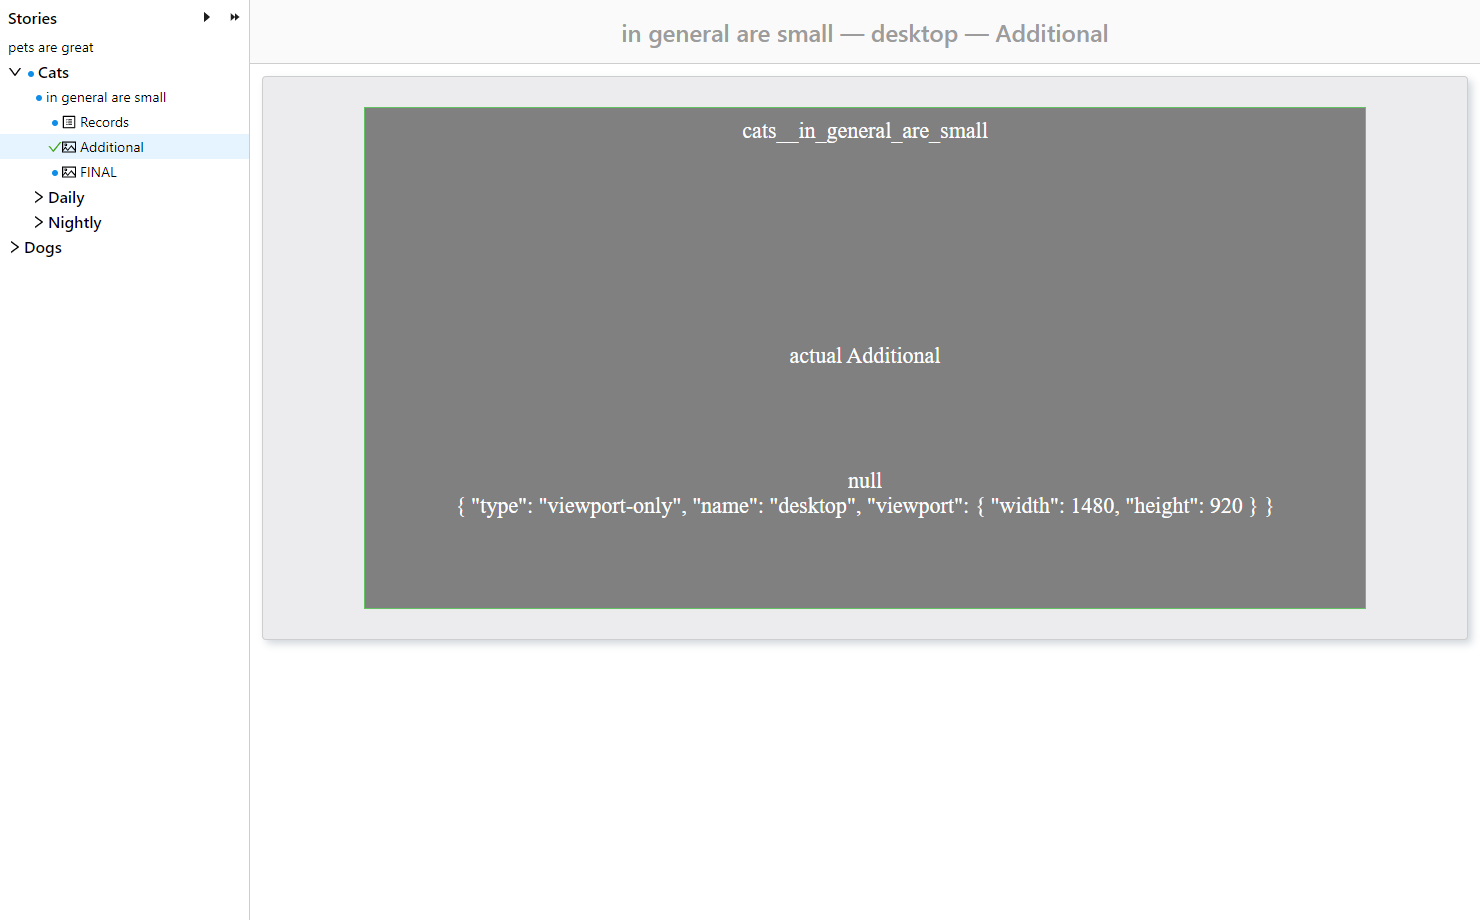 Stories
pets are great
Cats
in general are small
Records
Additional
FINAL
Daily
Nightly
Dogs
in general are small — desktop — Additional
cats__in_general_are_small
actual Additional
null
{ "type": "viewport-only", "name": "desktop", "viewport": { "width": 1480, "height": 920 } }